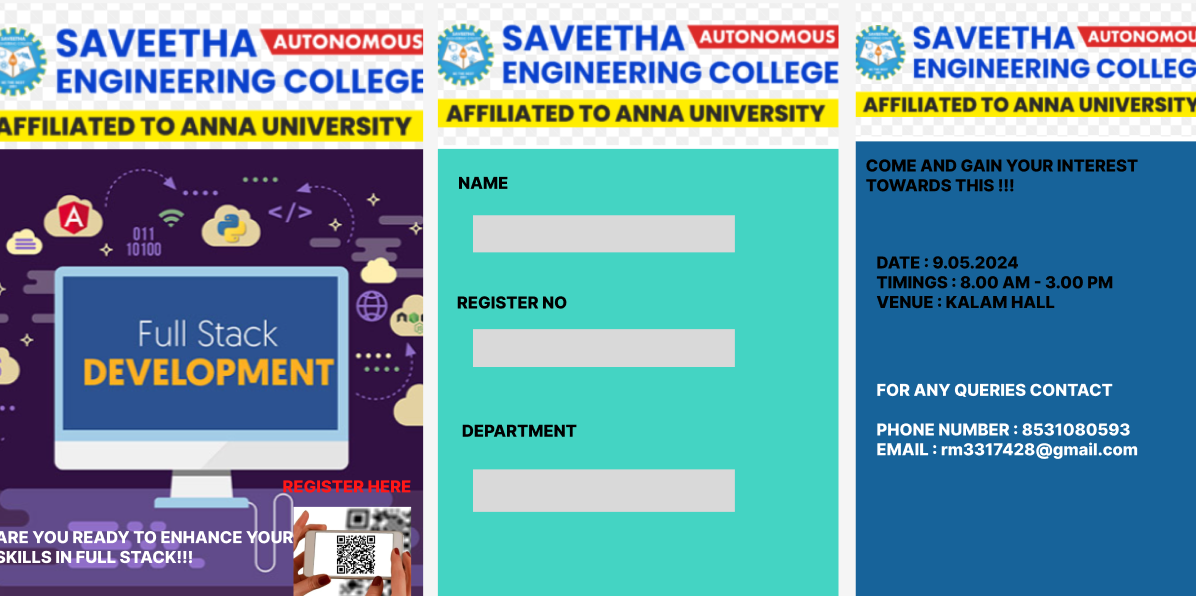 SAVEETHA AUTONOMOUS
ENGINEERING COLLEGE
AFFILIATED TO ANNA UNIVERSITY
011
10100
</>
Full Stack
DEVELOPMENT
REGISTER HERE
ARE YOU READY TO ENHANCE YOUR
SKILLS IN FULL STACK!!!
SAVEETHA AUTONOMOUS
ENGINEERING COLLEGE
AFFILIATED TO ANNA UNIVERSITY
NAME
REGISTER NO
DEPARTMENT
SAVEETHA AUTONOMOU
ENGINEERING COLLEG
AFFILIATED TO ANNA UNIVERSITY
COME AND GAIN YOUR INTEREST
TOWARDS THIS !!!
DATE : 9.05.2024
TIMINGS : 8.00 AM - 3.00 PM
VENUE : KALAM HALL
FOR ANY QUERIES CONTACT
PHONE NUMBER : 8531080593
EMAIL : rm3317428@gmail.com